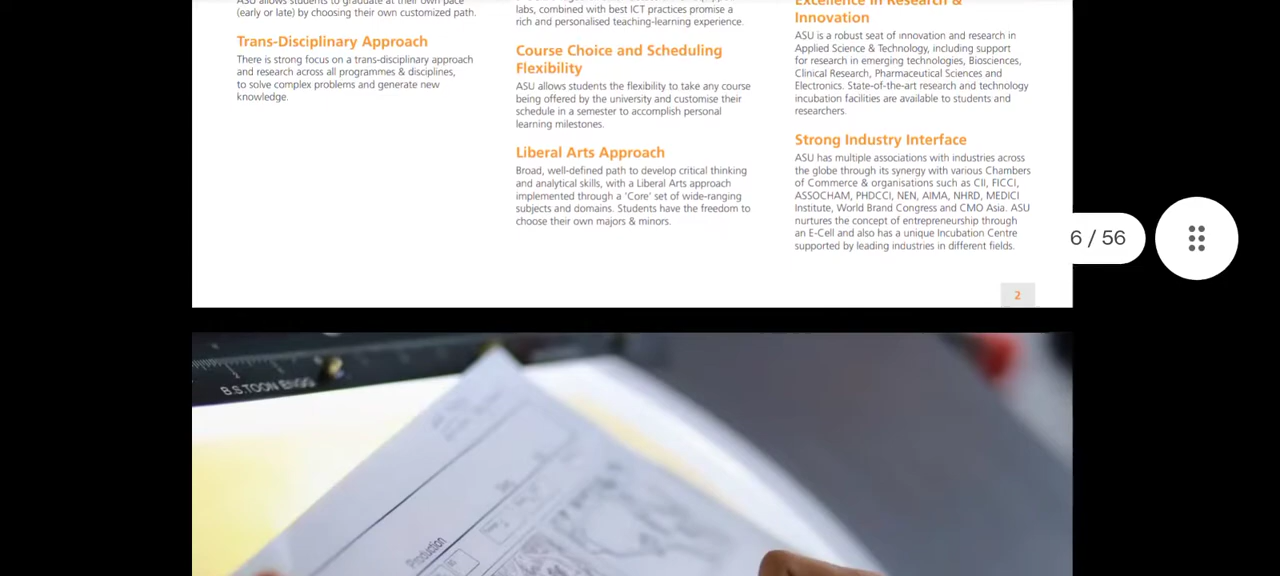 ASU allows students to graduate at their own pace
(early or late) by choosing their own customized path.
Trans-Disciplinary Approach
There is strong focus on a trans-disciplinary approach
and research across all programmes & disciplines,
to solve complex problems and generate new
knowledge.
labs, combined with best ICT practices promise a
rich and personalised teaching-learning experience.
Course Choice and Scheduling
Flexibility
ASU allows students the flexibility to take any course
being offered by the university and customise their
schedule in a semester to accomplish personal
learning milestones.
Liberal Arts Approach
Broad, well-defined path to develop critical thinking
and analytical skills, with a Liberal Arts approach
implemented through a 'Core' set of wide-ranging
subjects and domains. Students have the freedom to
choose their own majors & minors.
Excellence in Research &
Innovation
ASU is a robust seat of innovation and research in
Applied Science & Technology, including support
for research in emerging technologies, Biosciences,
Clinical Research, Pharmaceutical Sciences and
Electronics. State-of-the-art research and technology
incubation facilities are available to students and
researchers.
Strong Industry Interface
ASU has multiple associations with industries across
the globe through its synergy with various Chambers
of Commerce & organisations such as CII, FICCI,
ASSOCHAM, PHDCCI, NEN, AIMA, NHRD, MEDICI
Institute, World Brand Congress and CMO Asia. ASU
nurtures the concept of entrepreneurship through
an E-Cell and also has a unique Incubation Centre
supported by leading industries in different fields.
2
6 / 56
B.S.TOON ENGG
Production